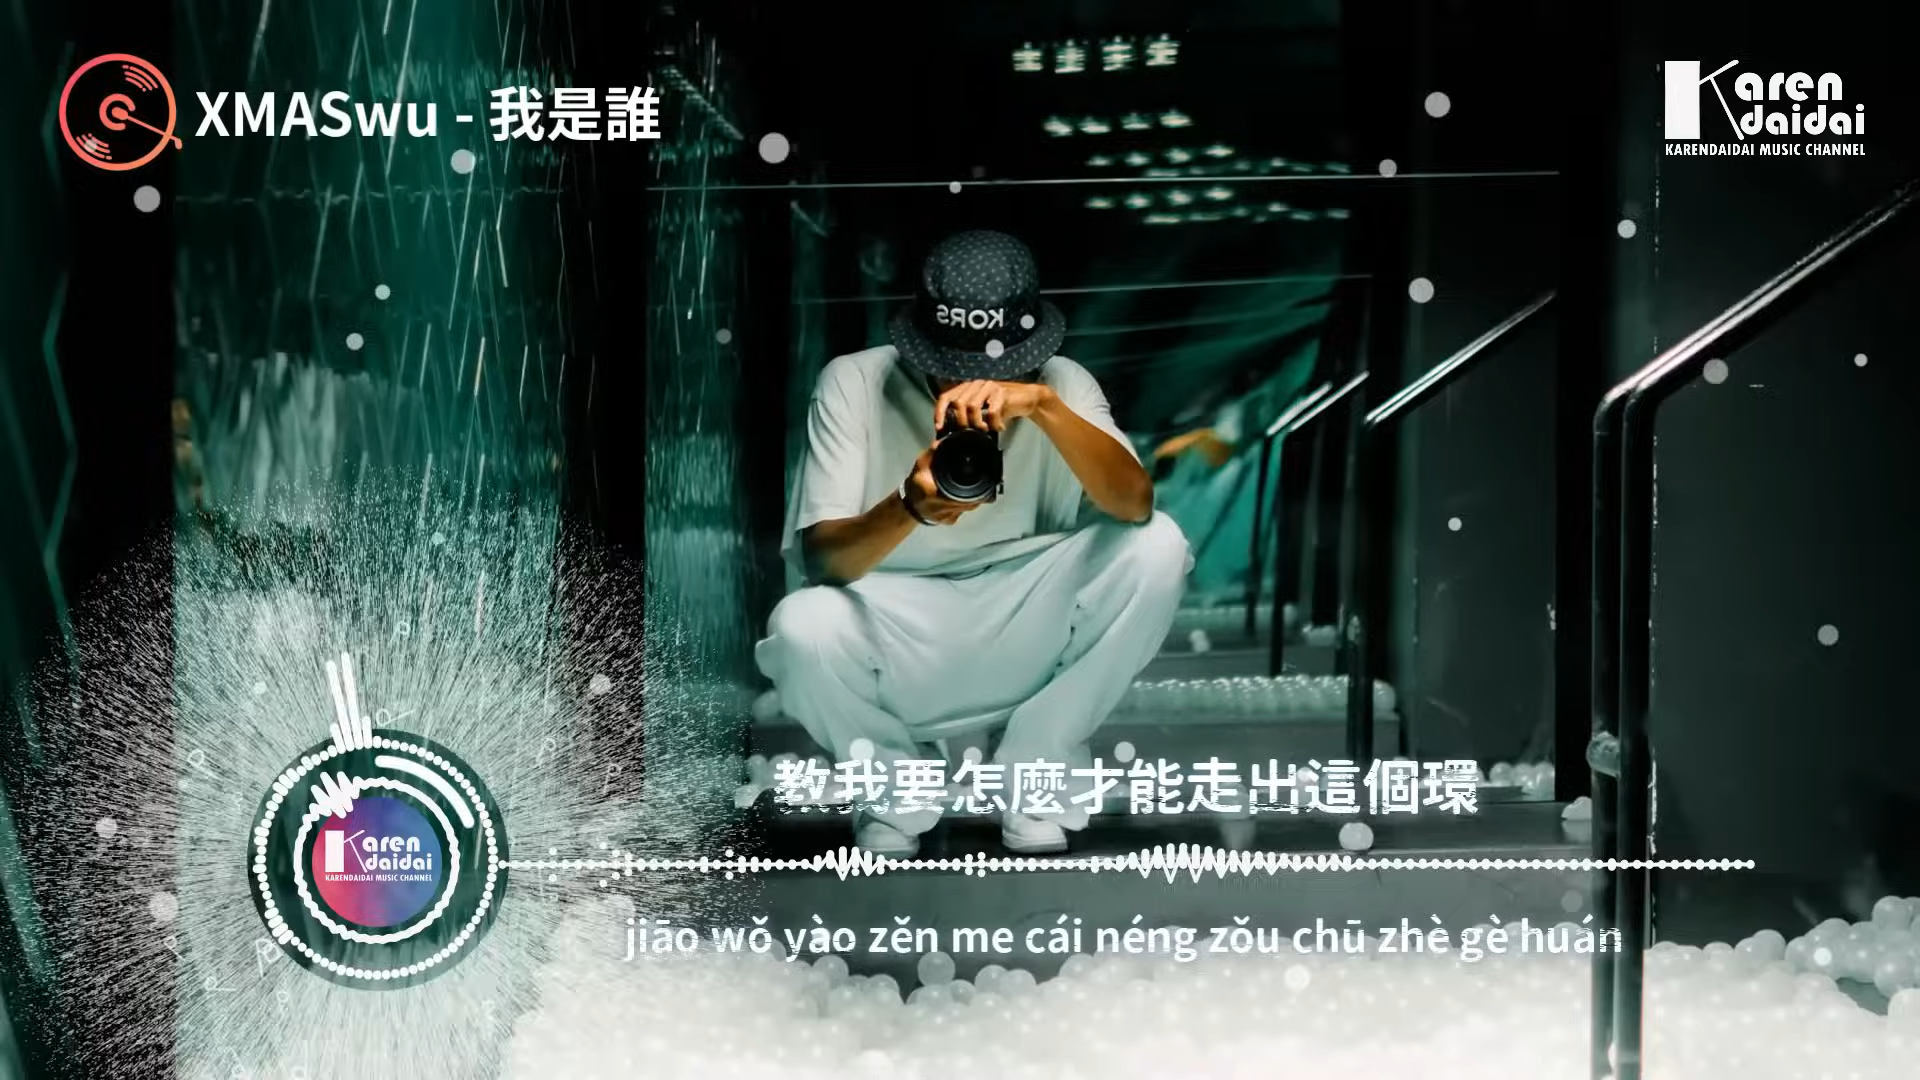 XMASwu - 我是誰
Karen
daidai
KARENDAIDAI MUSIC CHANNEL
KORS
教我要怎麼才能走出這個環
Karen
daidai
KARENDAIDAI MUSIC CHANNEL
jiāo wǒ yào zěn me cái néng zǒu chū zhè gè huán